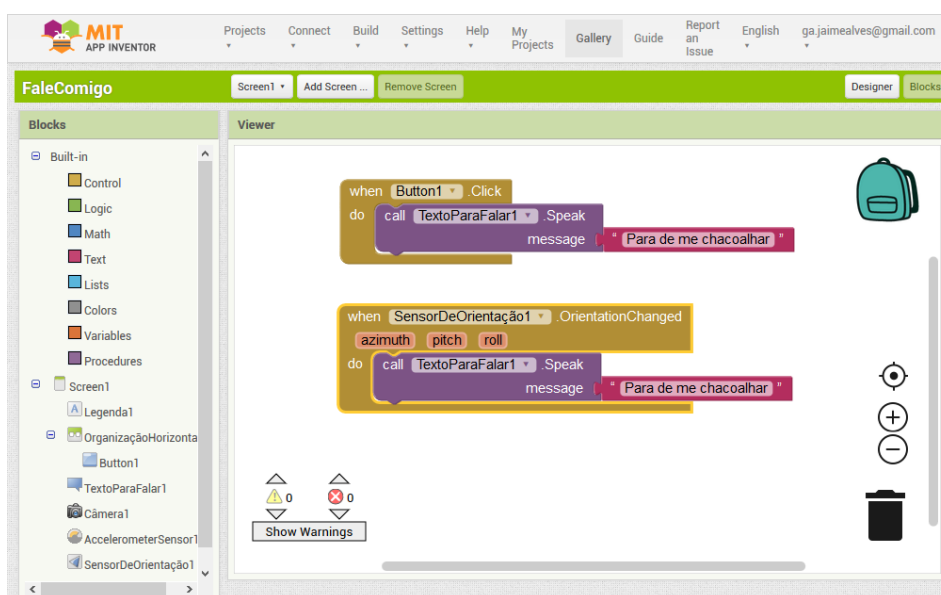 MIT
APP INVENTOR
Projects Connect Build Settings Help My Projects Gallery Guide Report an Issue English ga.jaimealves@gmail.com
FaleComigo Screen1 Add Screen ... Remove Screen Designer Blocks
Blocks Viewer
Built-in
Control
Logic
Math
Text
Lists
Colors
Variables
Procedures
Screen1
Legenda1
OrganizaçãoHorizonta
Button1
TextoParaFalar1
Câmera1
AccelerometerSensor1
SensorDeOrientação1
when Button1 .Click
do call TextoParaFalar1 .Speak
message " Para de me chacoalhar "
when SensorDeOrientação1 .OrientationChanged
azimuth pitch roll
do call TextoParaFalar1 .Speak
message " Para de me chacoalhar "
0 0
Show Warnings